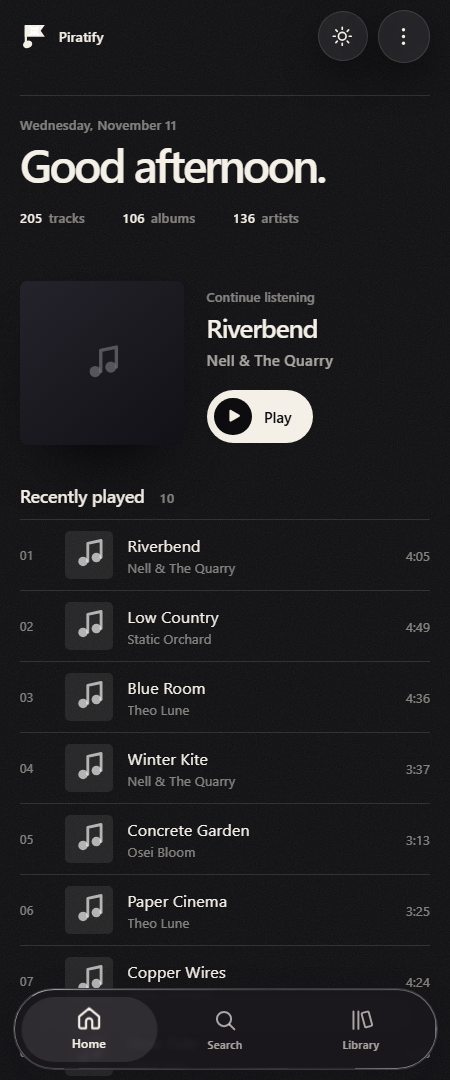 Piratify
Wednesday, November 11
Good afternoon.
205 tracks 106 albums 136 artists
Continue listening
Riverbend
Nell & The Quarry
Play
Recently played 10
01 Riverbend 4:05
Nell & The Quarry
02 Low Country 4:49
Static Orchard
03 Blue Room 4:36
Theo Lune
04 Winter Kite 3:37
Nell & The Quarry
05 Concrete Garden 3:13
Osei Bloom
06 Paper Cinema 3:25
Theo Lune
07 Copper Wires 4:24
Home Search Library